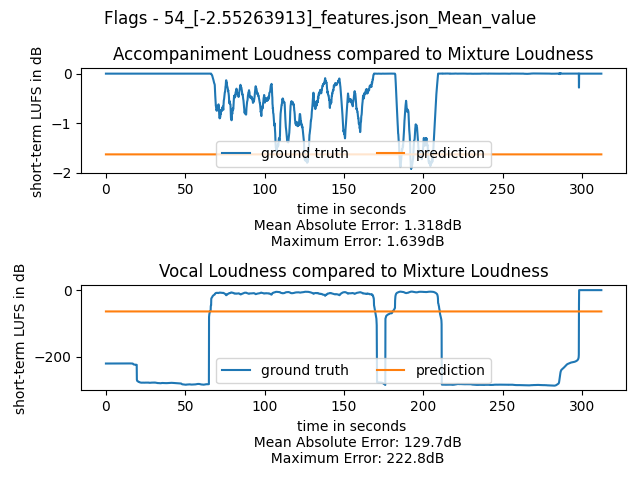 Flags - 54_[-2.55263913]_features.json_Mean_value
Accompaniment Loudness compared to Mixture Loudness
short-term LUFS in dB
0
-1
−2
ground truth
prediction
0 50 100 150 200 250 300
time in seconds
Mean Absolute Error: 1.318dB
Maximum Error: 1.639dB
Vocal Loudness compared to Mixture Loudness
short-term LUFS in dB
0
−200
ground truth
prediction
0 50 100 150 200 250 300
time in seconds
Mean Absolute Error: 129.7dB
Maximum Error: 222.8dB